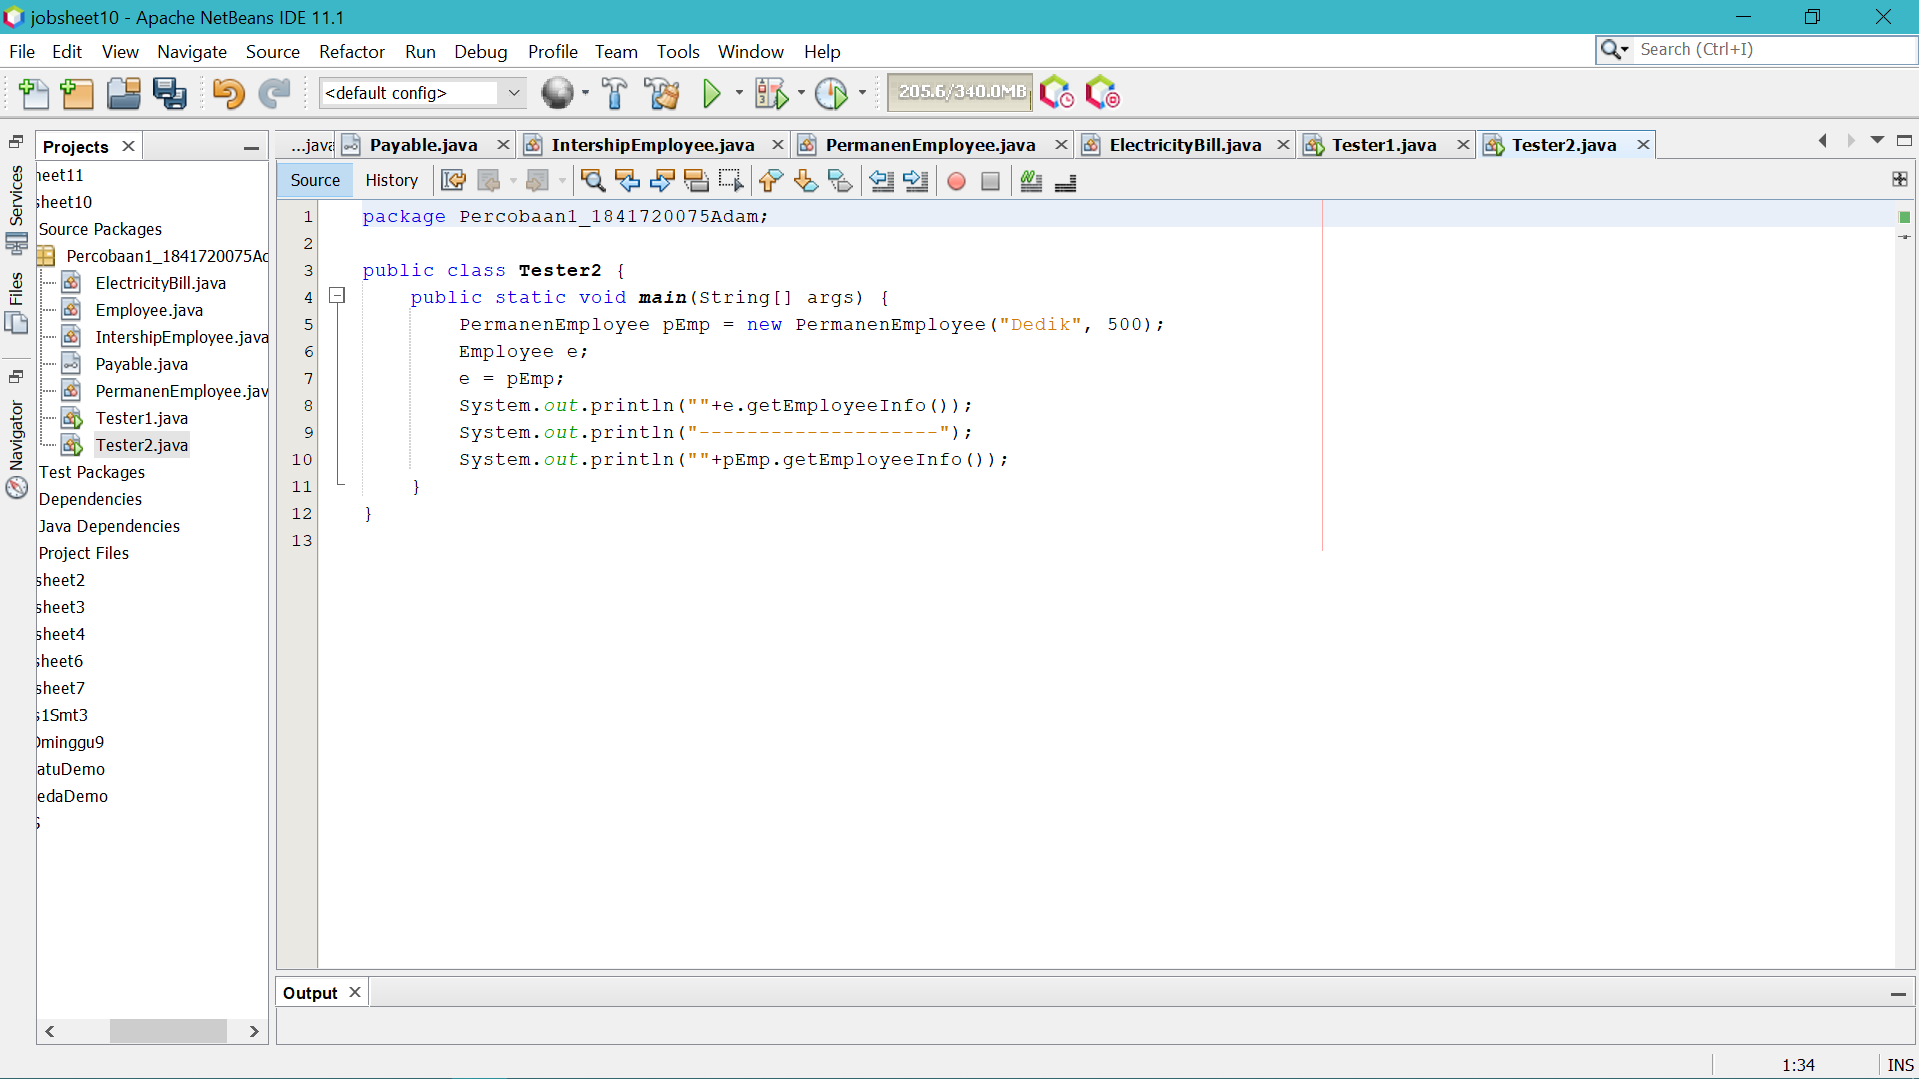 jobsheet10 - Apache NetBeans IDE 11.1
File Edit View Navigate Source Refactor Run Debug Profile Team Tools Window Help
Search (Ctrl+I)
<default config>
205.6/340.0MB
Projects
...java Payable.java IntershipEmployee.java PermanenEmployee.java ElectricityBill.java Tester1.java Tester2.java
Source History
Services
Files
Navigator
heet11
sheet10
Source Packages
Percobaan1_1841720075Ad
ElectricityBill.java
Employee.java
IntershipEmployee.java
Payable.java
PermanenEmployee.jav
Tester1.java
Tester2.java
Test Packages
Dependencies
Java Dependencies
Project Files
sheet2
sheet3
sheet4
sheet6
sheet7
s1Smt3
Ominggu9
atuDemo
edaDemo
S
1 package Percobaan1_1841720075Adam;
2
3 public class Tester2 {
4 public static void main(String[] args) {
5 PermanenEmployee pEmp = new PermanenEmployee("Dedik", 500);
6 Employee e;
7 e = pEmp;
8 System.out.println(""+e.getEmployeeInfo());
9 System.out.println("--------------------");
10 System.out.println(""+pEmp.getEmployeeInfo());
11 }
12 }
13
Output
1:34 INS